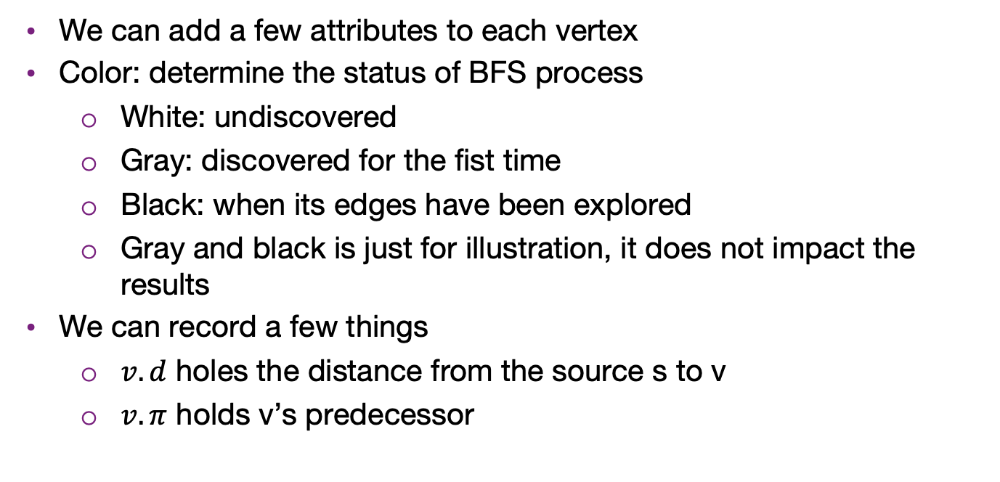 • We can add a few attributes to each vertex
• Color: determine the status of BFS process
○ White: undiscovered
○ Gray: discovered for the fist time
○ Black: when its edges have been explored
○ Gray and black is just for illustration, it does not impact the
results
• We can record a few things
○ 𝑣.𝑑 holes the distance from the source s to v
○ 𝑣.𝜋 holds v’s predecessor